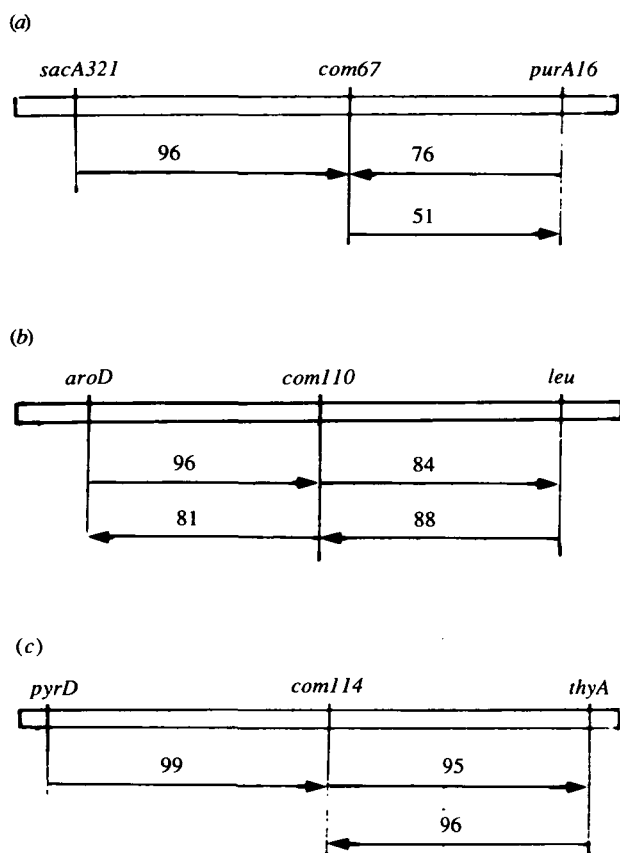 (a)
sacA321 com67 purA16
96 76
51
(b)
aroD com110 leu
96 84
81 88
(c)
pyrD com114 thyA
99 95
96